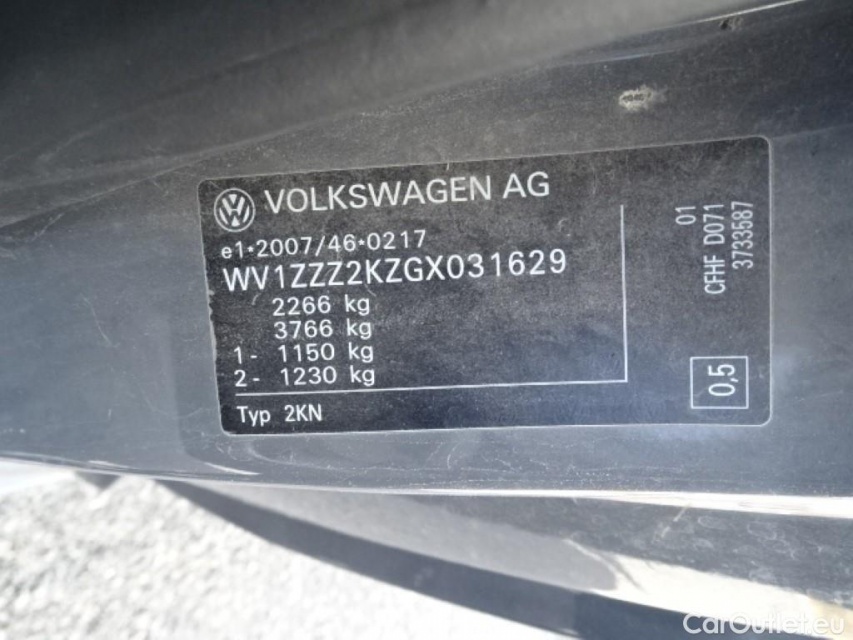 VOLKSWAGEN AG
e1*2007/46*0217
WV1ZZZ2KZGX031629
2266 kg
3766 kg
1- 1150 kg
2- 1230 kg
Typ 2KN
01
CFHF D071
3733587
0,5
CarOutlet.eu